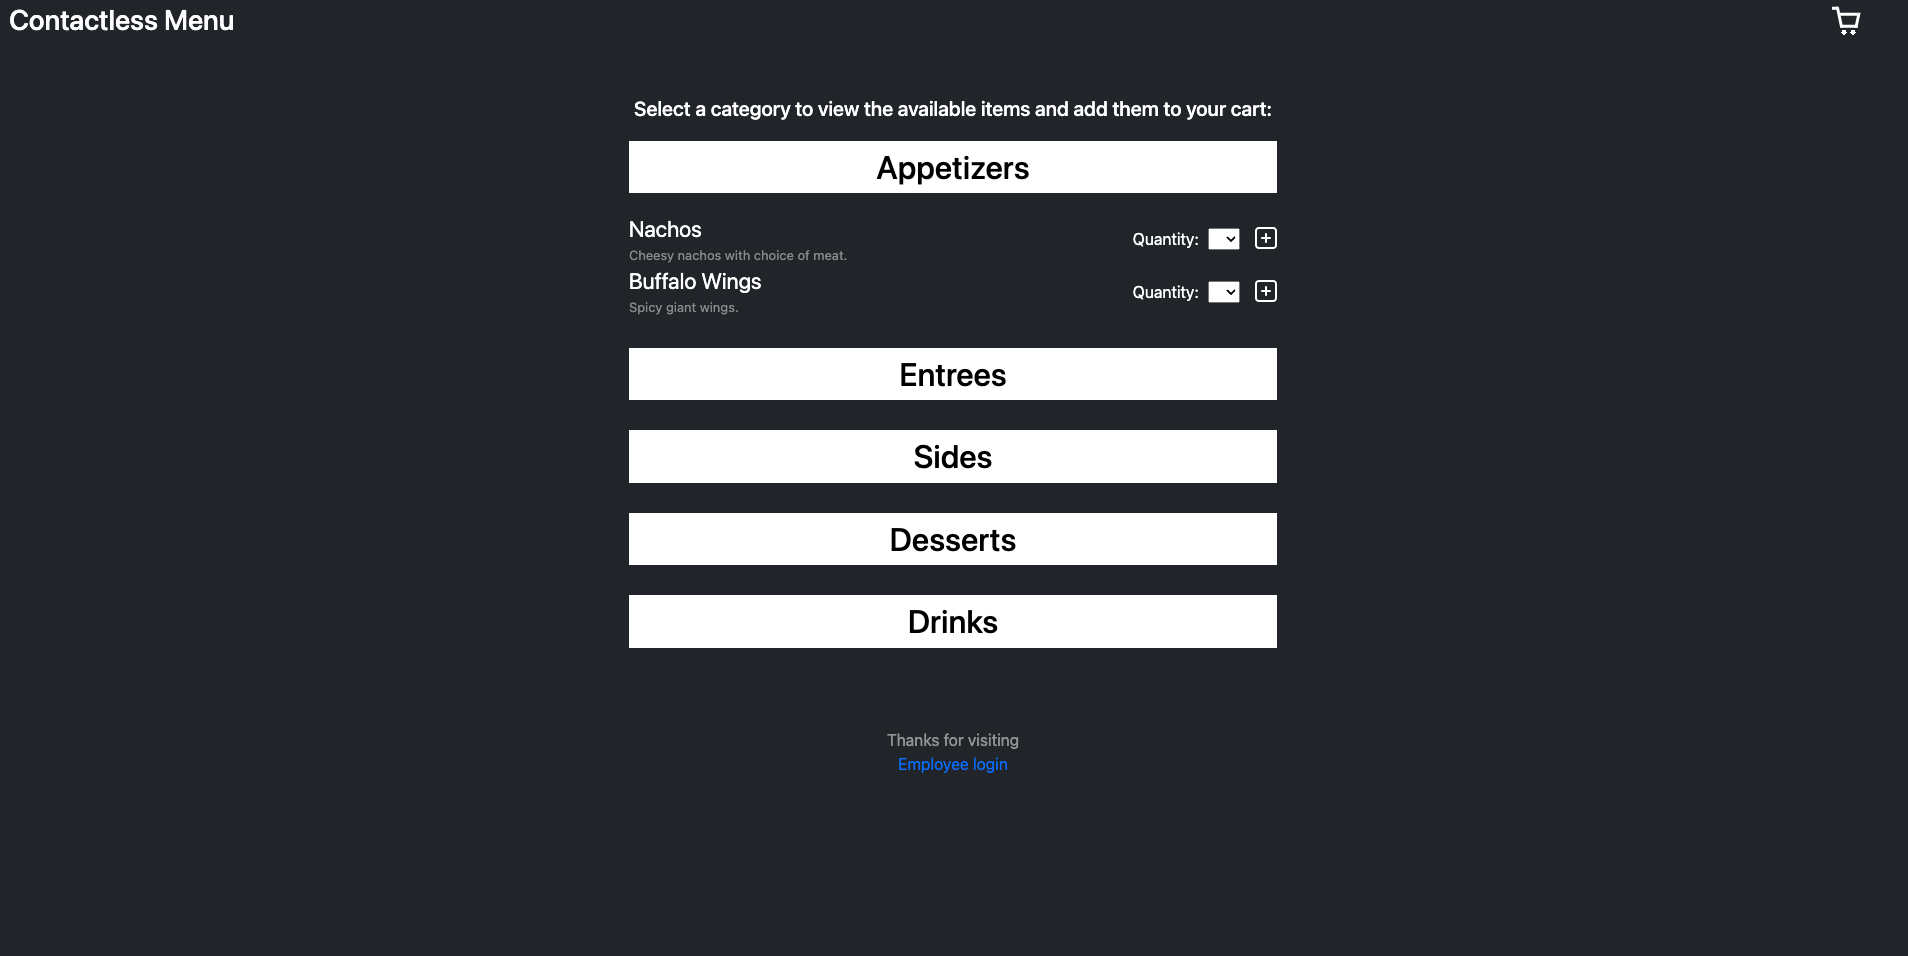 Contactless Menu
Select a category to view the available items and add them to your cart:
Appetizers
Nachos
Quantity:
Cheesy nachos with choice of meat.
Buffalo Wings
Quantity:
Spicy giant wings.
Entrees
Sides
Desserts
Drinks
Thanks for visiting
Employee login